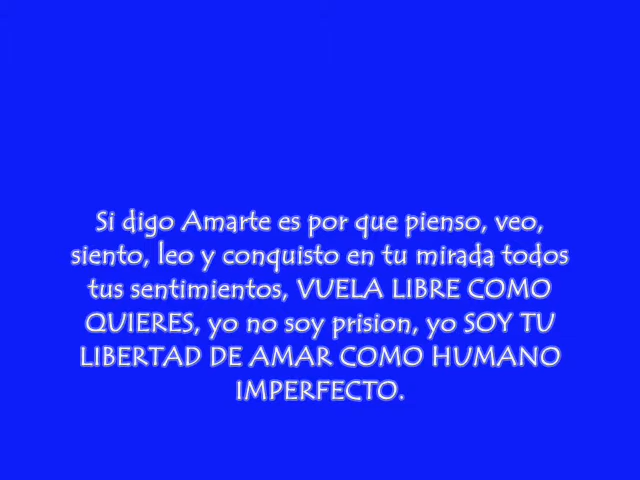 Si digo Amarte es por que pienso, veo,
siento, leo y conquisto en tu mirada todos
tus sentimientos, VUELA LIBRE COMO
QUIERES, yo no soy prision, yo SOY TU
LIBERTAD DE AMAR COMO HUMANO
IMPERFECTO.